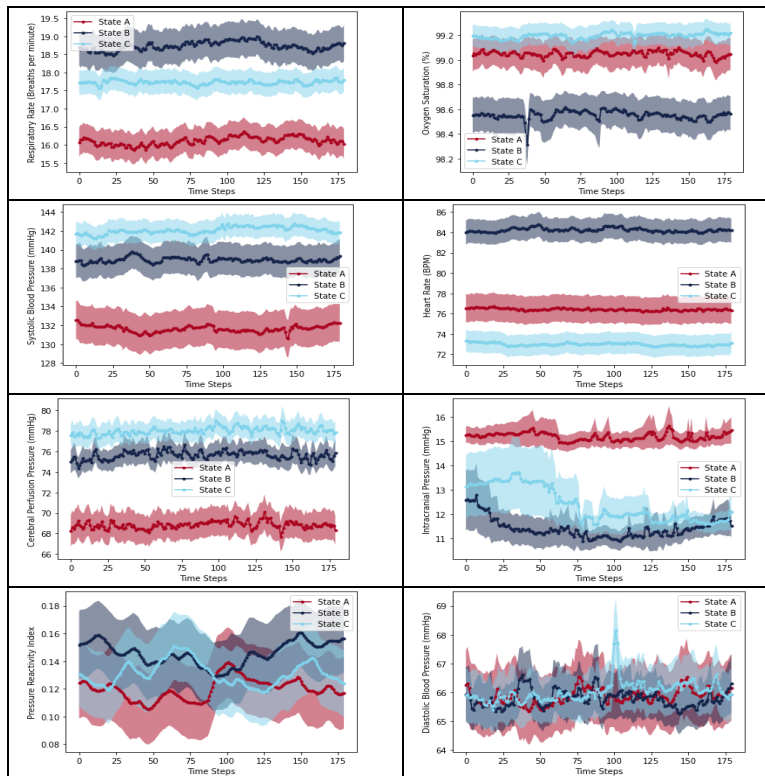 19.5
19.0
18.5
18.0
17.5
17.0
16.5
16.0
15.5
Respiratory Rate (Breaths per minute)
State A
State B
State C
0 25 50 75 100 125 150 175
Time Steps
99.2
99.0
98.8
98.6
98.4
98.2
Oxygen Saturation (%)
State A
State B
State C
0 25 50 75 100 125 150 175
Time Steps
144
142
140
138
136
134
132
130
128
Systolic Blood Pressure (mmHg)
State A
State B
State C
0 25 50 75 100 125 150 175
Time Steps
86
84
82
80
78
76
74
72
Heart Rate (BPM)
State A
State B
State C
0 25 50 75 100 125 150 175
Time Steps
80
78
76
74
72
70
68
66
Cerebral Perfusion Pressure (mmHg)
State A
State B
State C
0 25 50 75 100 125 150 175
Time Steps
16
15
14
13
12
11
Intracranial Pressure (mmHg)
State A
State B
State C
0 25 50 75 100 125 150 175
Time Steps
0.18
0.16
0.14
0.12
0.10
0.08
Pressure Reactivity Index
State A
State B
State C
0 25 50 75 100 125 150 175
Time Steps
69
68
67
66
65
64
Diastolic Blood Pressure (mmHg)
State A
State B
State C
0 25 50 75 100 125 150 175
Time Steps